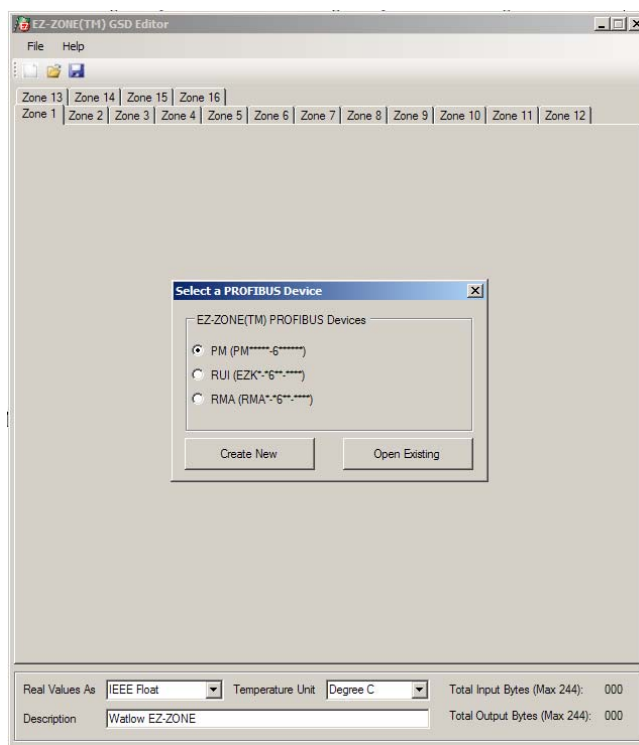 EZ-ZONE(TM) GSD Editor
File Help
Zone 13 Zone 14 Zone 15 Zone 16
Zone 1 Zone 2 Zone 3 Zone 4 Zone 5 Zone 6 Zone 7 Zone 8 Zone 9 Zone 10 Zone 11 Zone 12
Select a PROFIBUS Device
EZ-ZONE(TM) PROFIBUS Devices
PM (PM*****-6******)
RUI (EZK*-*6**-****)
RMA (RMA*-*6**-****)
Create New Open Existing
Real Values As IEEE Float Temperature Unit Degree C Total Input Bytes (Max 244): 000
Description Watlow EZ-ZONE Total Output Bytes (Max 244): 000